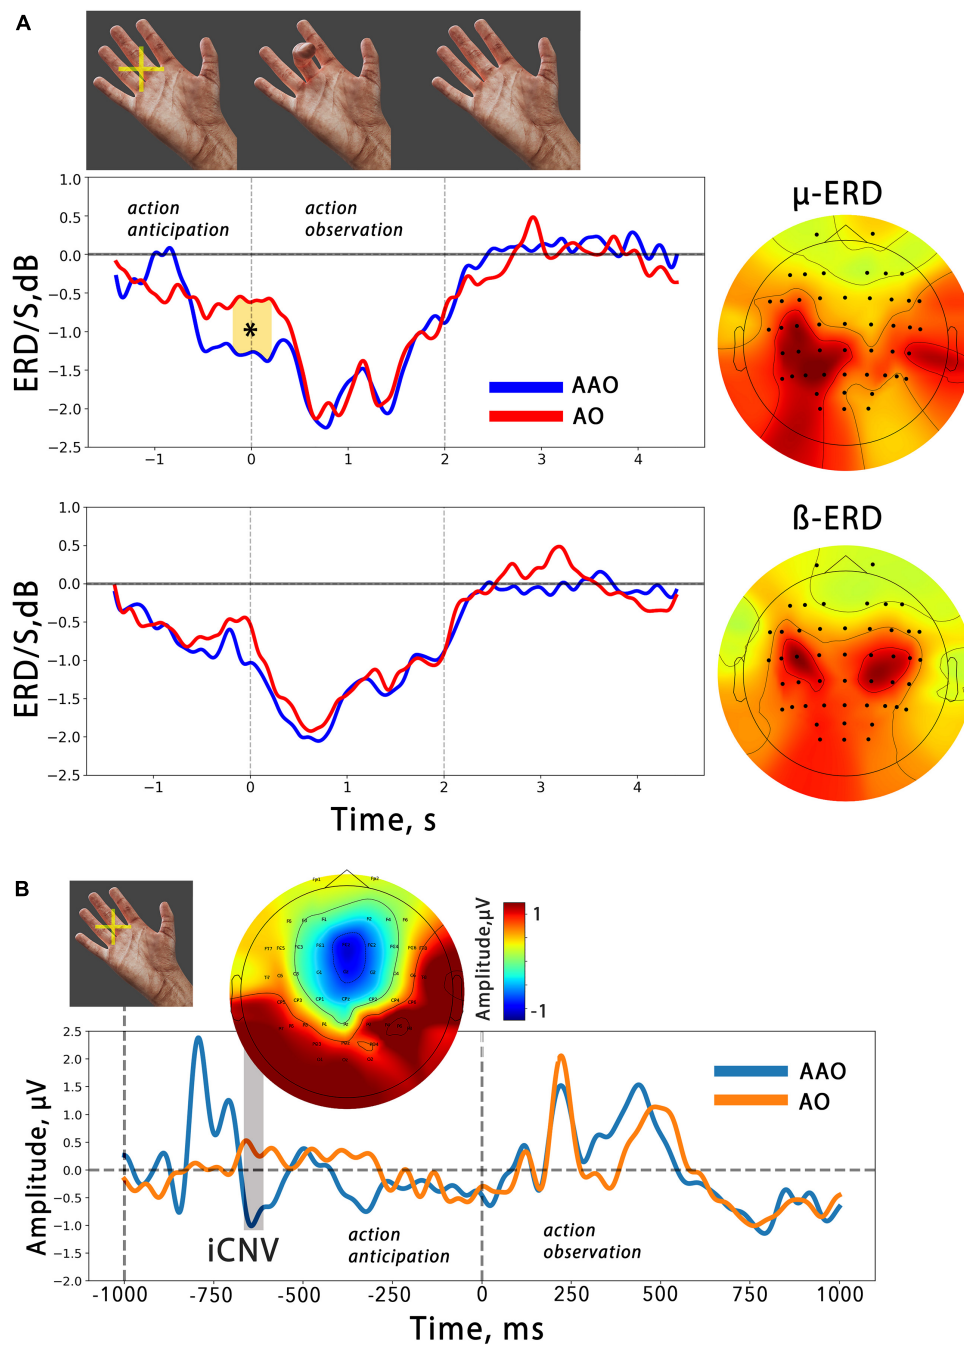 A
1.0
0.5
0.0
−0.5
−1.0
−1.5
−2.0
−2.5
ERD/S,dB
action
anticipation
action
observation
*
AAO
AO
−1 0 1 2 3 4
μ-ERD
1.0
0.5
0.0
−0.5
−1.0
−1.5
−2.0
−2.5
ERD/S,dB
−1 0 1 2 3 4
Time, s
ß-ERD
B
Amplitude,μV
1
-1
2.5
2.0
1.5
1.0
0.5
0.0
−0.5
−1.0
−1.5
−2.0
Amplitude, μV
AAO
AO
iCNV
action
anticipation
action
observation
-1000 -750 -500 -250 0 250 500 750 1000
Time, ms